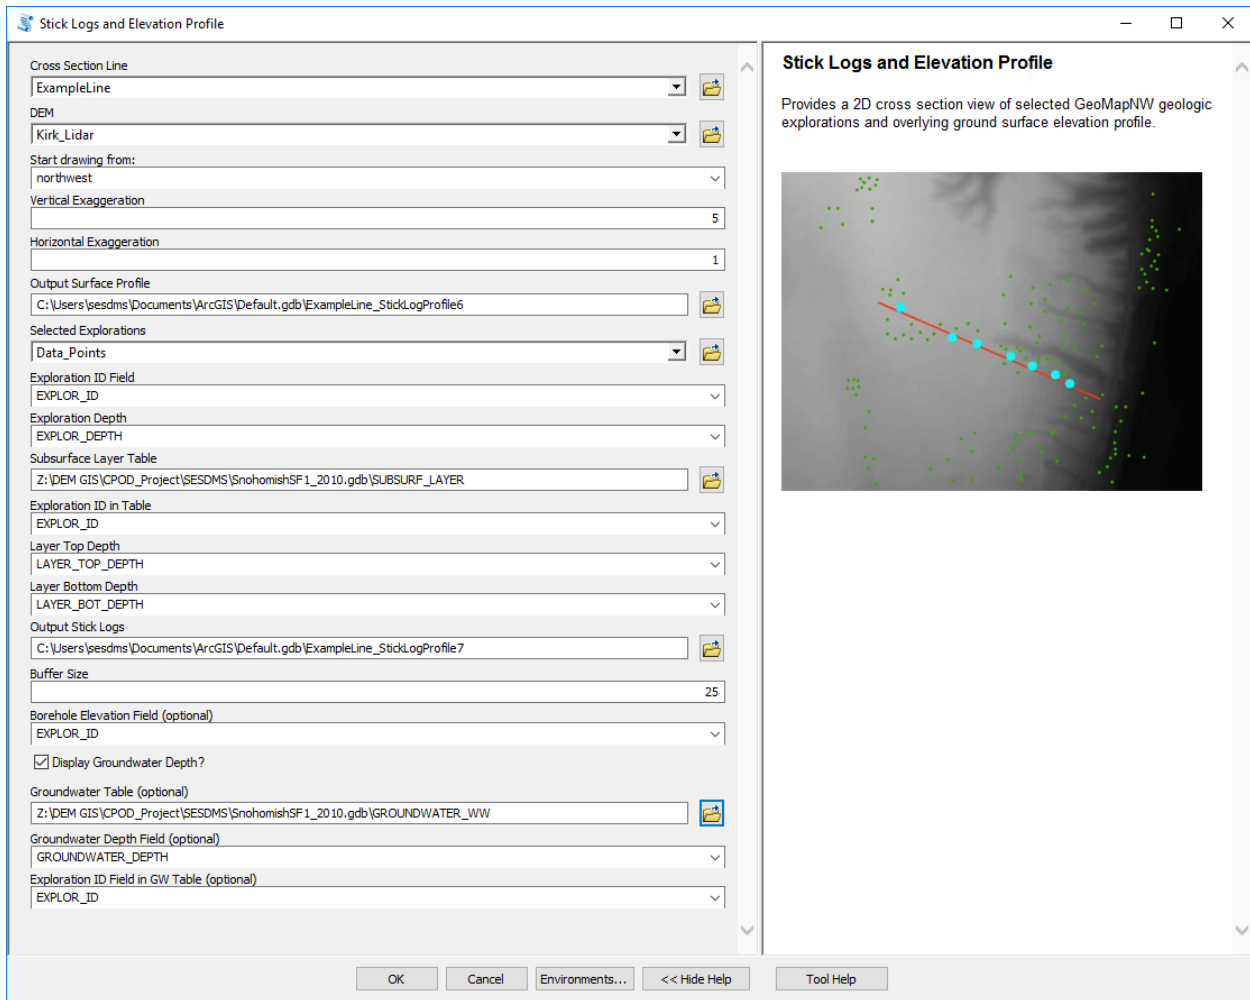 Stick Logs and Elevation Profile
Cross Section Line
ExampleLine
DEM
Kirk_Lidar
Start drawing from:
northwest
Vertical Exaggeration
5
Horizontal Exaggeration
1
Output Surface Profile
C:\Users\sesdms\Documents\ArcGIS\Default.gdb\ExampleLine_StickLogProfile6
Selected Explorations
Data_Points
Exploration ID Field
EXPLOR_ID
Exploration Depth
EXPLOR_DEPTH
Subsurface Layer Table
Z:\DEM GIS\CPOD_Project\SESDMS\SnohomishSF1_2010.gdb\SUBSURF_LAYER
Exploration ID in Table
EXPLOR_ID
Layer Top Depth
LAYER_TOP_DEPTH
Layer Bottom Depth
LAYER_BOT_DEPTH
Output Stick Logs
C:\Users\sesdms\Documents\ArcGIS\Default.gdb\ExampleLine_StickLogProfile7
Buffer Size
25
Borehole Elevation Field (optional)
EXPLOR_ID
Display Groundwater Depth?
Groundwater Table (optional)
Z:\DEM GIS\CPOD_Project\SESDMS\SnohomishSF1_2010.gdb\GROUNDWATER_WW
Groundwater Depth Field (optional)
GROUNDWATER_DEPTH
Exploration ID Field in GW Table (optional)
EXPLOR_ID
Stick Logs and Elevation Profile
Provides a 2D cross section view of selected GeoMapNW geologic
explorations and overlying ground surface elevation profile.
OK
Cancel
Environments...
<< Hide Help
Tool Help